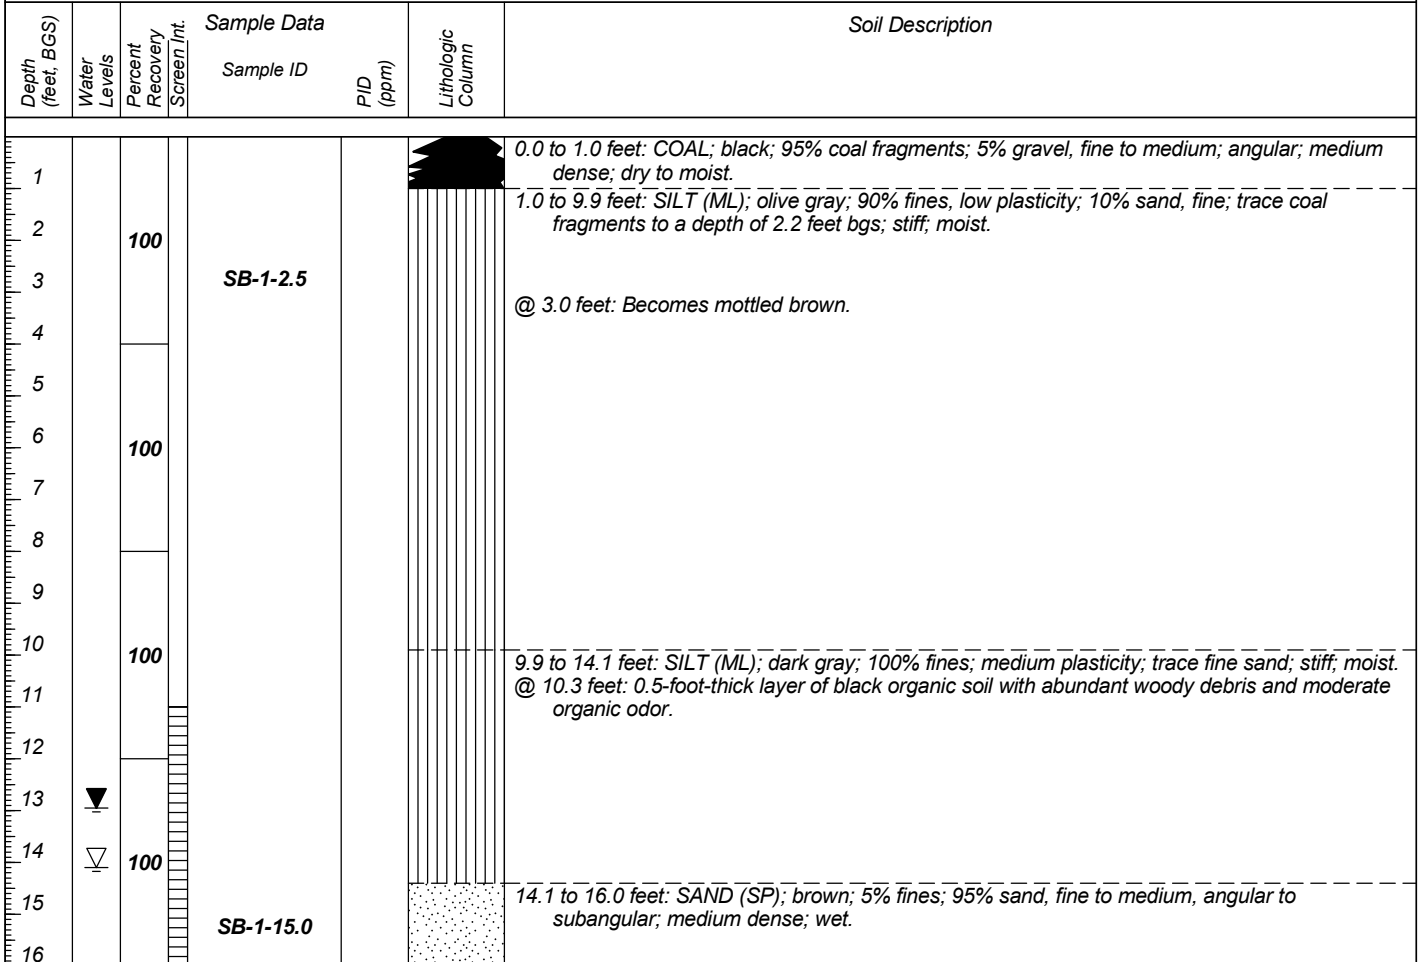 Depth
(feet, BGS)
Water
Levels
Percent
Recovery
Screen Int.
Sample Data
Sample ID
PID
(ppm)
Lithologic
Column
Soil Description
0.0 to 1.0 feet: COAL; black; 95% coal fragments; 5% gravel, fine to medium; angular; medium
dense; dry to moist.
1
1.0 to 9.9 feet: SILT (ML); olive gray; 90% fines, low plasticity; 10% sand, fine; trace coal
fragments to a depth of 2.2 feet bgs; stiff; moist.
2
100
3
SB-1-2.5
@ 3.0 feet: Becomes mottled brown.
4
5
6
100
7
8
9
10
100
9.9 to 14.1 feet: SILT (ML); dark gray; 100% fines; medium plasticity; trace fine sand; stiff; moist.
@ 10.3 feet: 0.5-foot-thick layer of black organic soil with abundant woody debris and moderate
organic odor.
11
12
13
14
100
14.1 to 16.0 feet: SAND (SP); brown; 5% fines; 95% sand, fine to medium, angular to
subangular; medium dense; wet.
15
SB-1-15.0
16